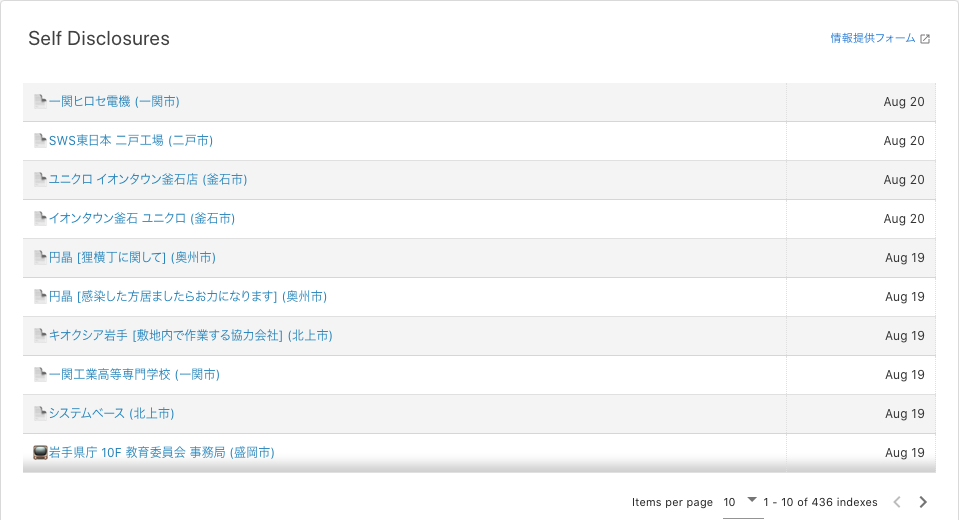 Self Disclosures
情報提供フォーム
一関ヒロセ電機 (一関市) Aug 20
SWS東日本 二戸工場 (二戸市) Aug 20
ユニクロ イオンタウン釜石店 (釜石市) Aug 20
イオンタウン釜石 ユニクロ (釜石市) Aug 20
円晶 [狸横丁に関して] (奥州市) Aug 19
円晶 [感染した方居ましたらお力になります] (奥州市) Aug 19
キオクシア岩手 [敷地内で作業する協力会社] (北上市) Aug 19
一関工業高等専門学校 (一関市) Aug 19
システムベース (北上市) Aug 19
岩手県庁 10F 教育委員会 事務局 (盛岡市) Aug 19
Items per page 10 1 - 10 of 436 indexes